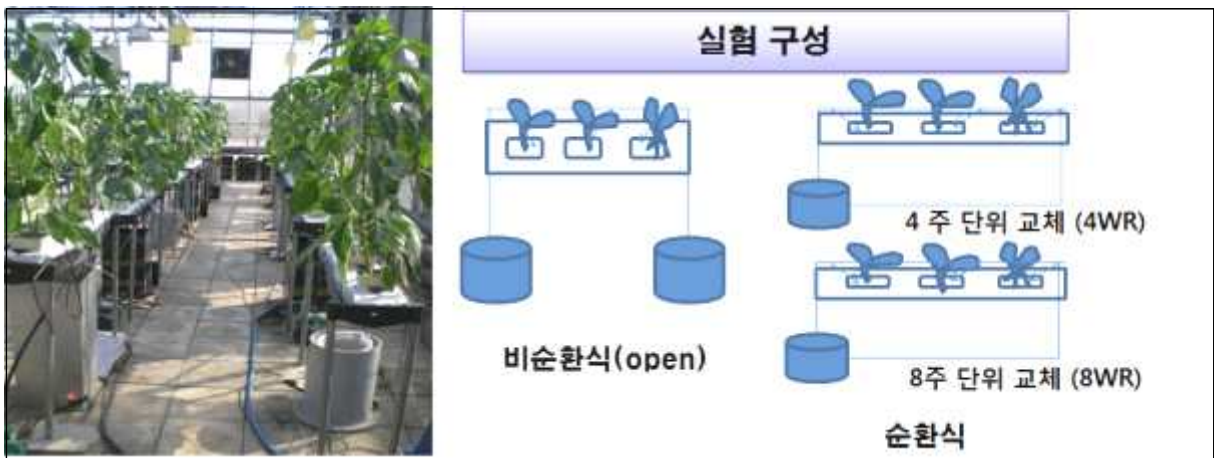 실험 구성
4 주 단위 교체 (4WR)
비순환식(open)
8주 단위 교체 (8WR)
순환식